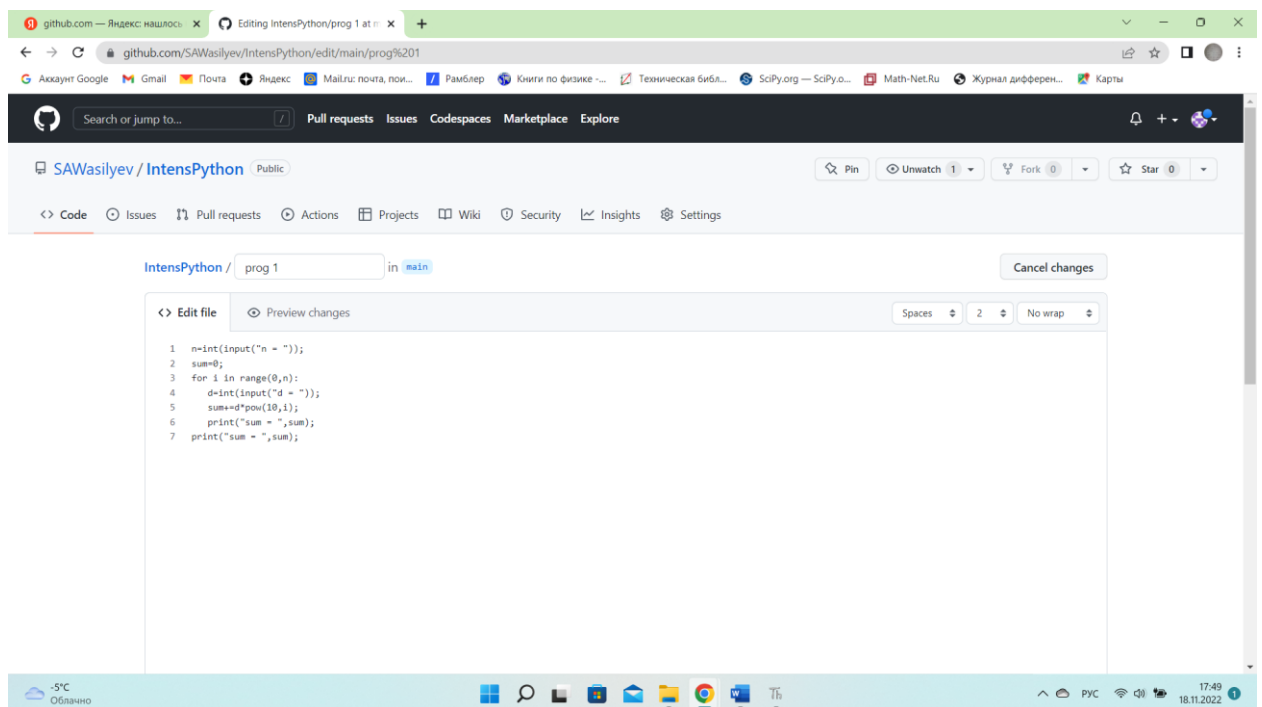 github.com — Яндекс: нашлось
Editing IntensPython/prog 1 at m
github.com/SAWasilyev/IntensPython/edit/main/prog%201
Аккаунт Google Gmail Почта Яндекс Mail.ru: почта, пои... Рамблер Книги по физике -... Техническая библ... SciPy.org — SciPy.o... Math-Net.Ru Журнал дифферен... Карты
Search or jump to... / Pull requests Issues Codespaces Marketplace Explore
SAWasilyev / IntensPython Public Pin Unwatch 1 Fork 0 Star 0
<> Code Issues Pull requests Actions Projects Wiki Security Insights Settings
IntensPython / prog 1 in main Cancel changes
<> Edit file Preview changes Spaces 2 No wrap
1 n=int(input("n = "));
2 sum=0;
3 for i in range(0,n):
4 d=int(input("d = "));
5 sum+=d*pow(10,i);
6 print("sum = ",sum);
7 print("sum = ",sum);
-5°C
Облачно
РУС
17:49
18.11.2022
1